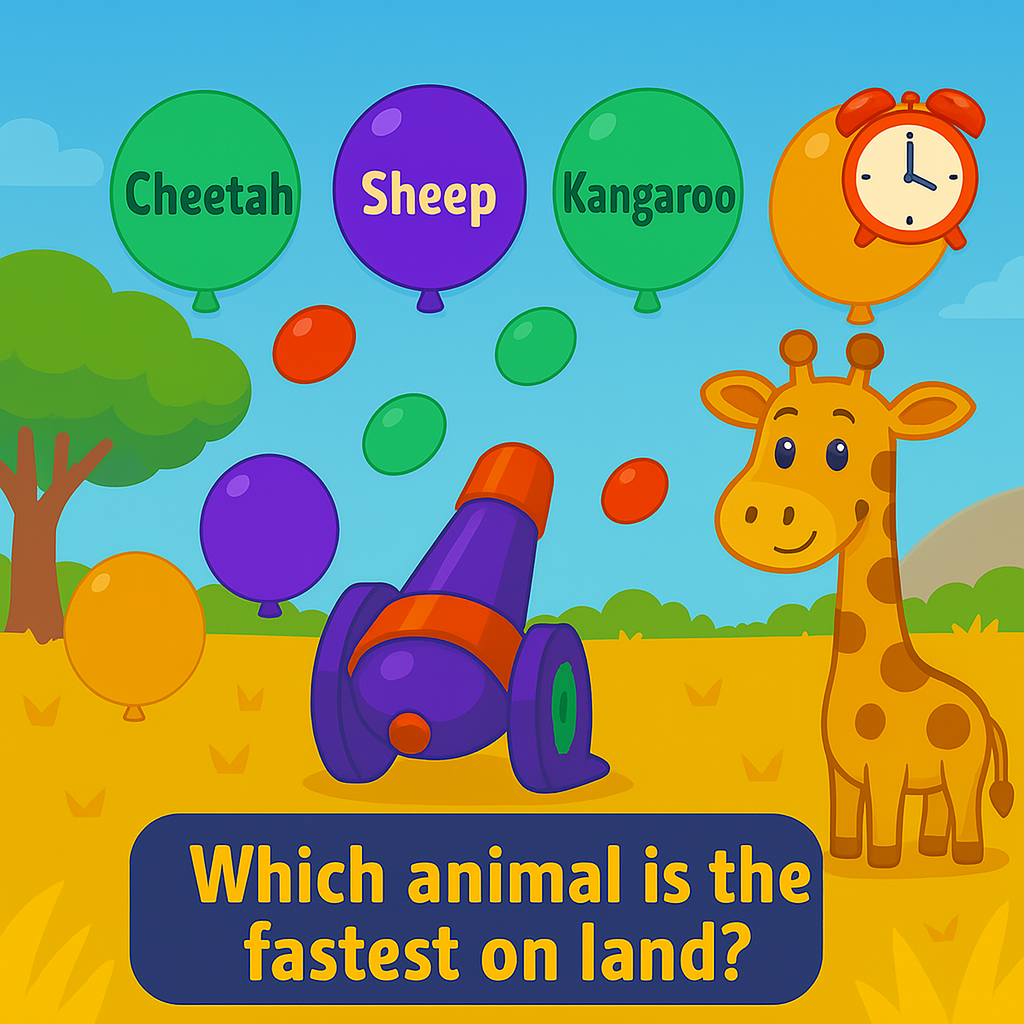 Cheetah
Sheep
Kangaroo
Which animal is the
fastest on land?